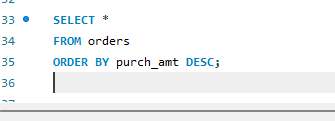 33 SELECT *
34 FROM orders
35 ORDER BY purch_amt DESC;
36